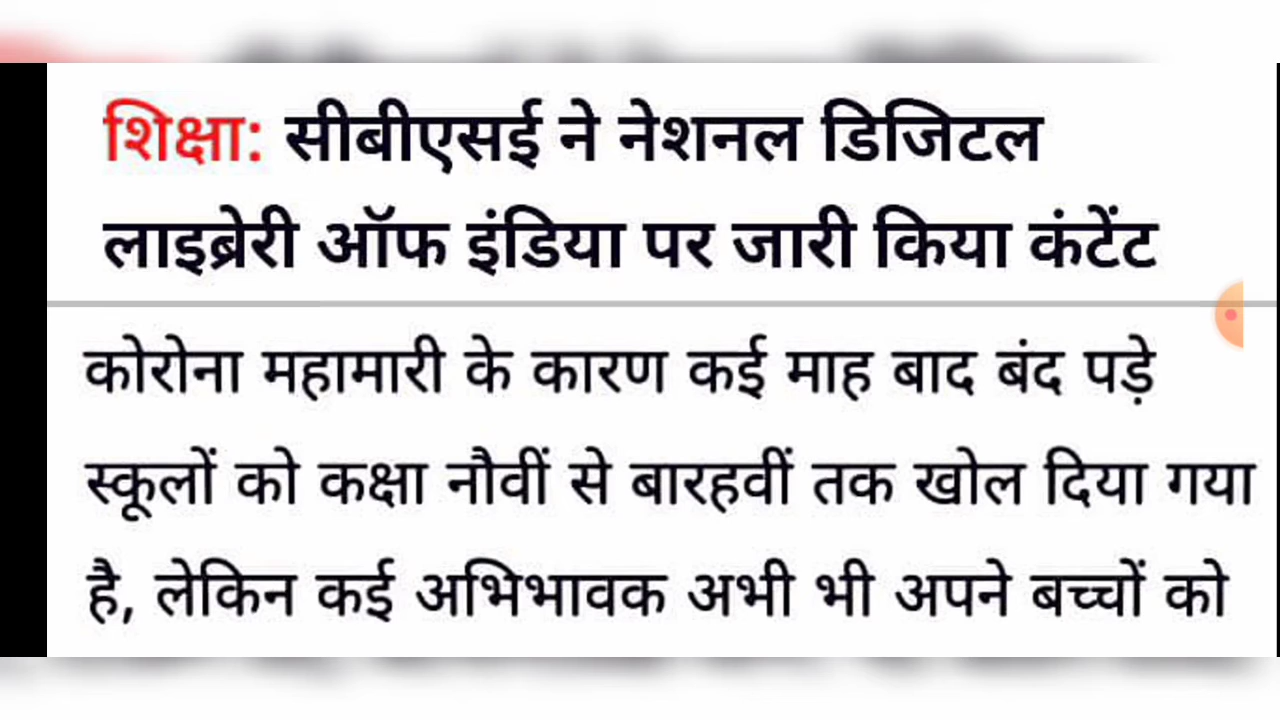 शिक्षा: सीबीएसई ने नेशनल डिजिटल
लाइब्रेरी ऑफ इंडिया पर जारी किया कंटेंट
कोरोना महामारी के कारण कई माह बाद बंद पड़े
स्कूलों को कक्षा नौवीं से बारहवीं तक खोल दिया गया
है, लेकिन कई अभिभावक अभी भी अपने बच्चों को